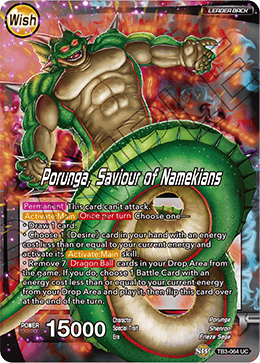 LEADER BACK
Wish
Porunga, Saviour of Namekians
Permanent This card can't attack.
Activate:Main Once per turn Choose one—
・Draw 1 card.
・Choose 1 《Desire》 card in your hand with an energy
cost less than or equal to your current energy and
activate its Activate:Main skill.
・Remove 7 Dragon Ball cards in your Drop Area from
the game. If you do, choose 1 Battle Card with an
energy cost less than or equal to your current energy
from your Drop Area and play it, then flip this card over
at the end of the turn.
POWER 15000
Character Porunga
Special Trait Shenron
Era Frieza Saga
TB3-064 UC